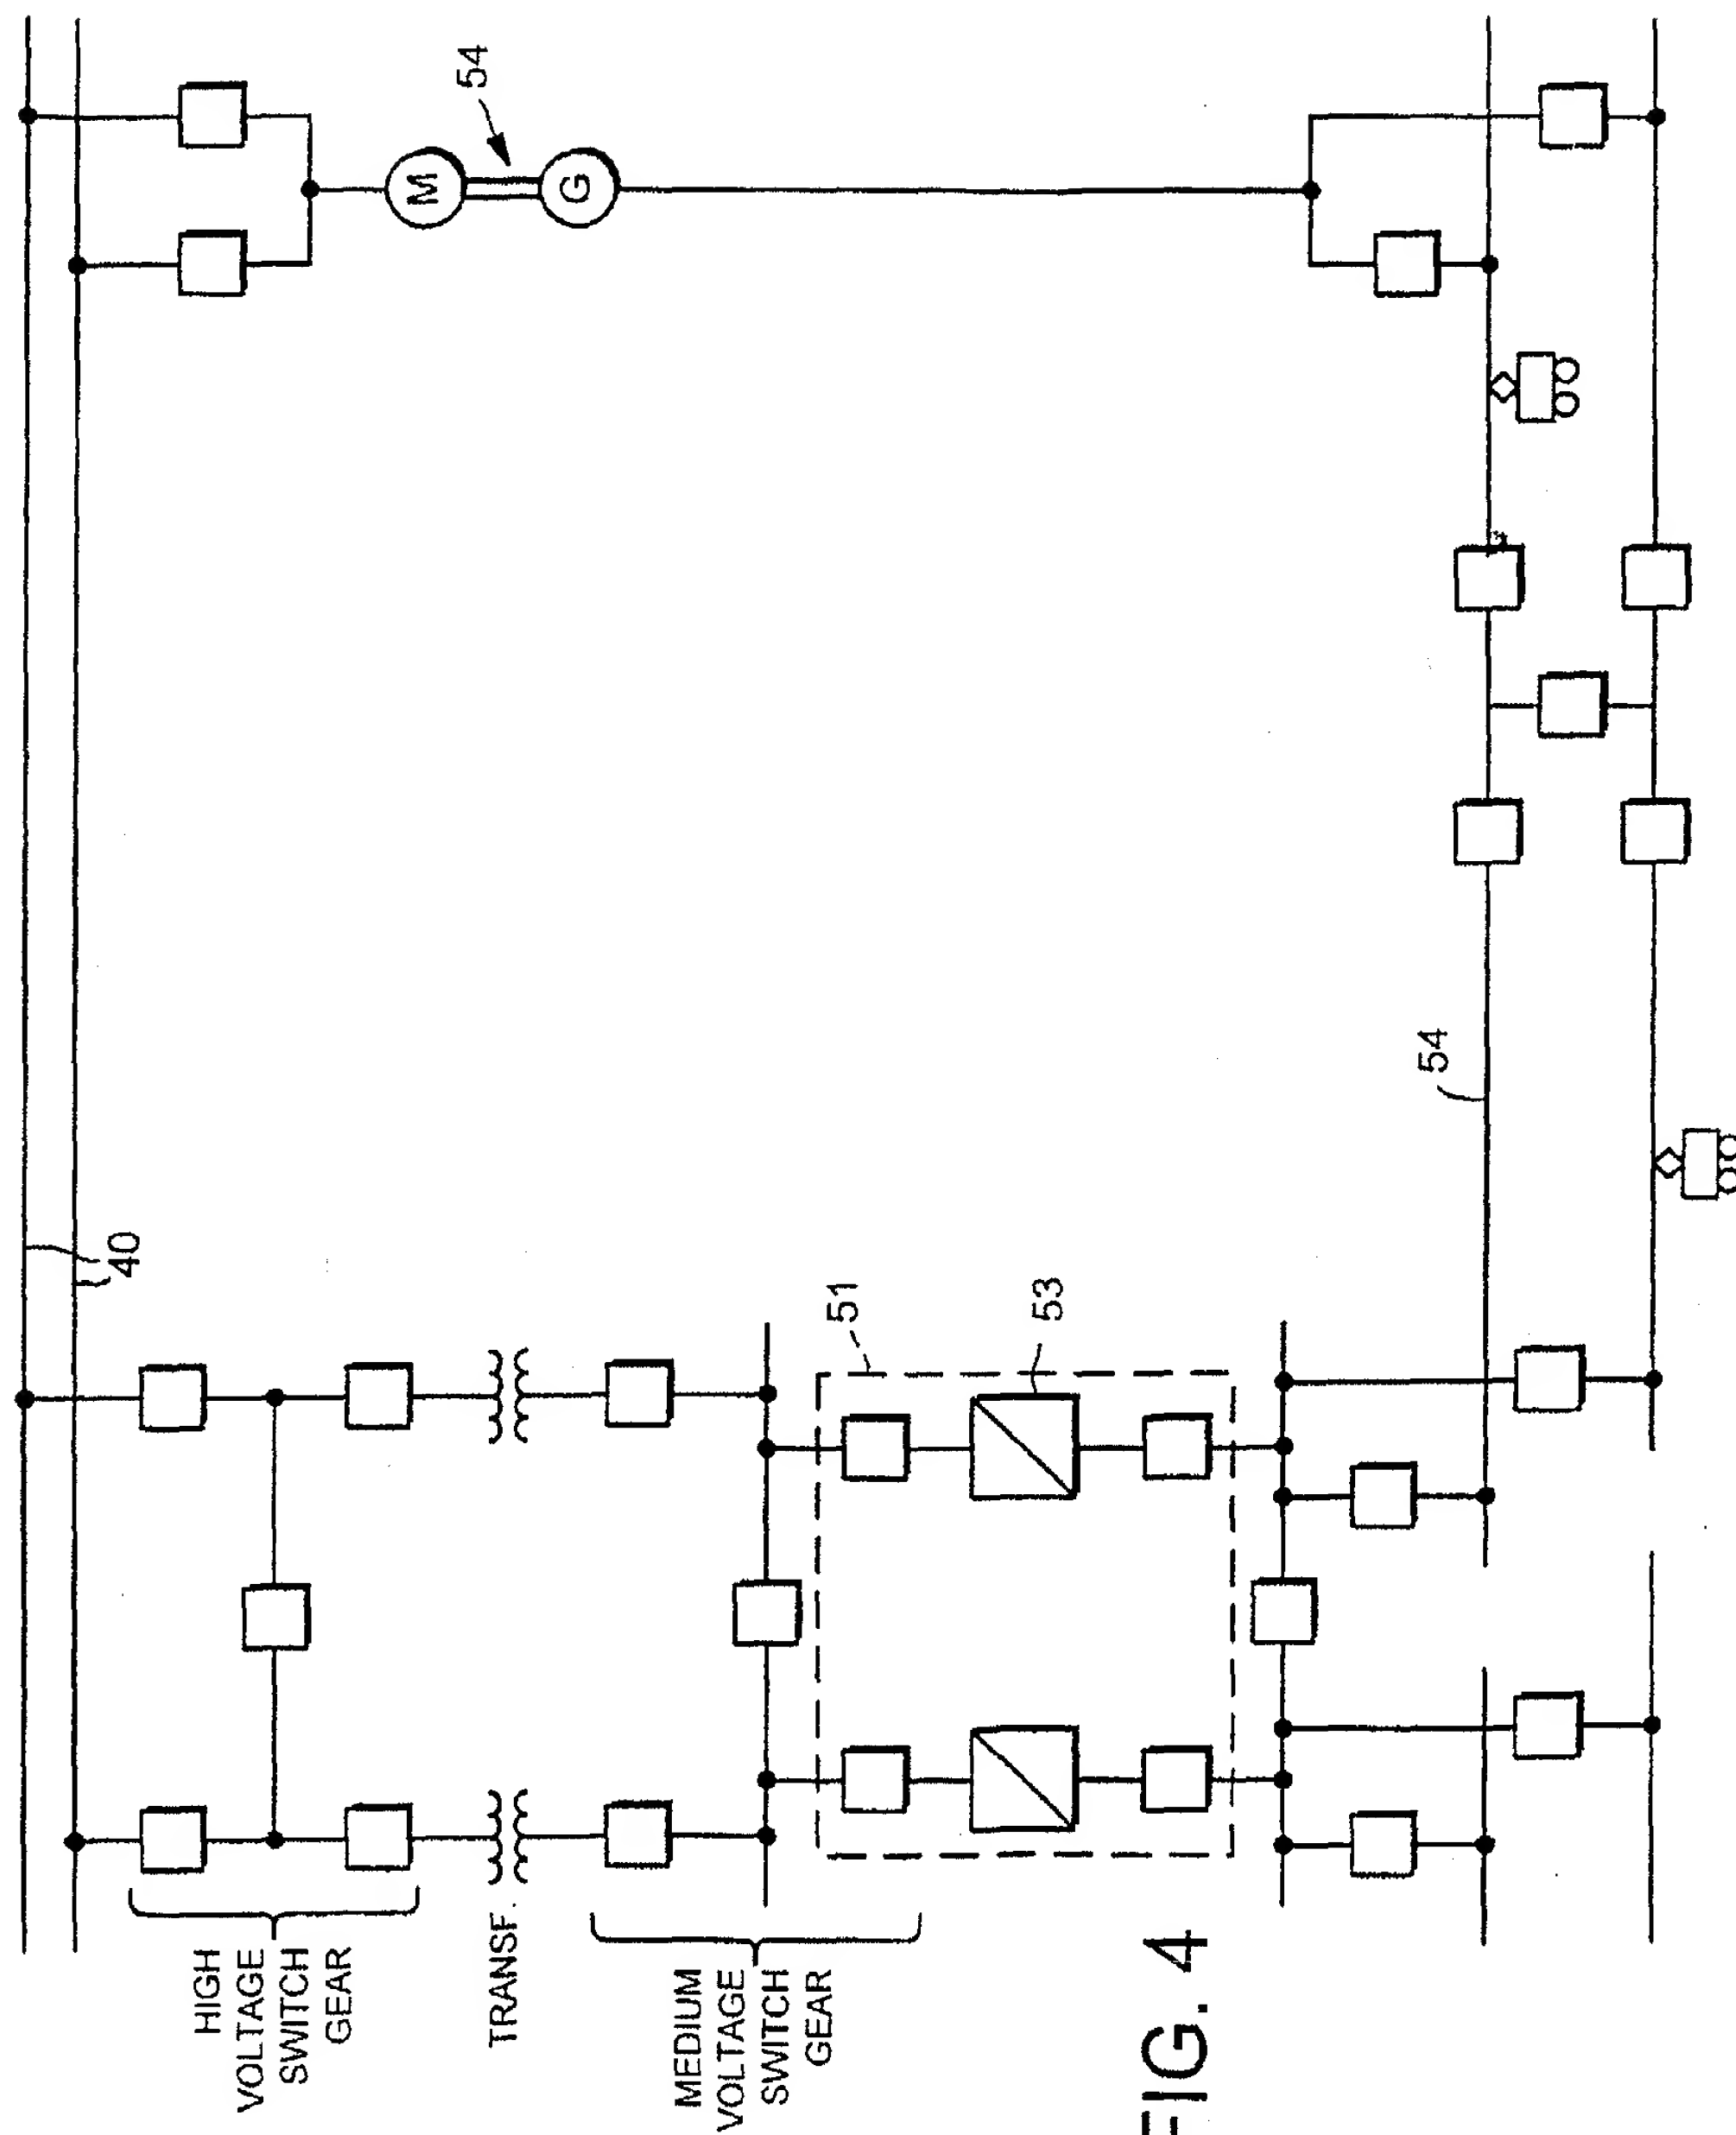 HIGH
VOLTAGE
SWITCH
GEAR
TRANSF.
MEDIUM
VOLTAGE
SWITCH
GEAR
40
51
53
54
M
G
54
FIG. 4